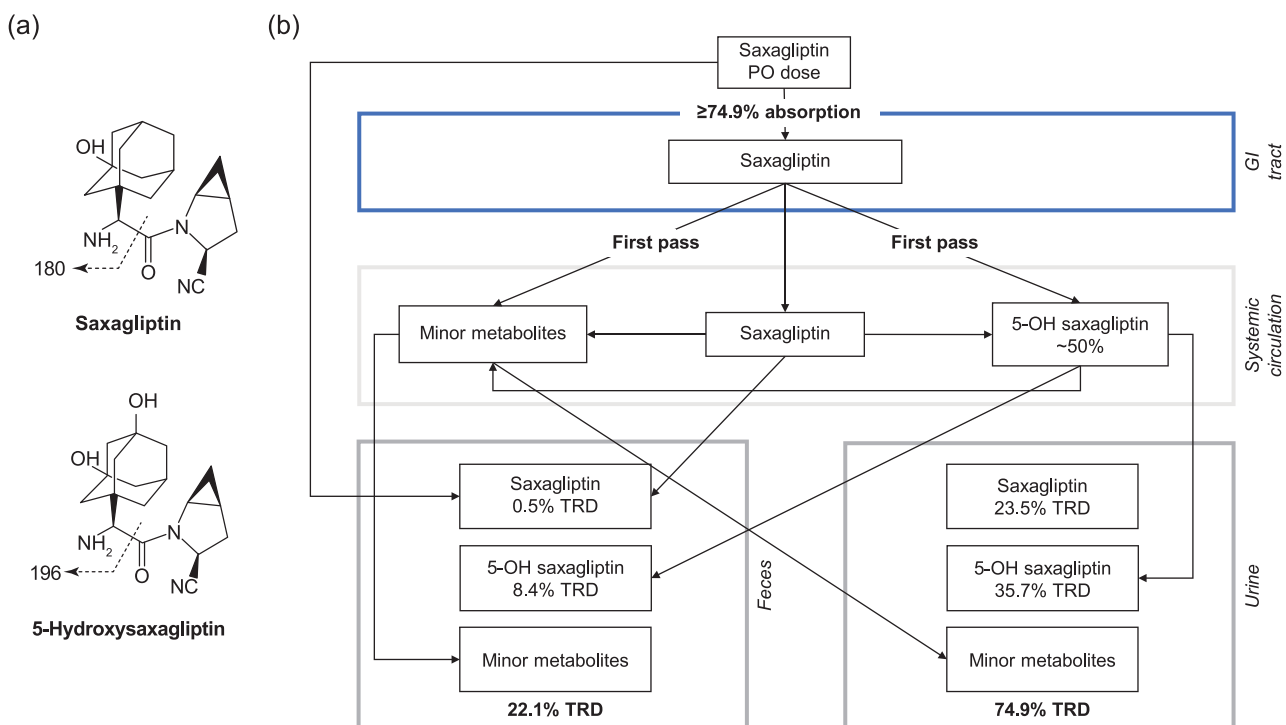 (a)
OH
NH2
N
O
NC
180
Saxagliptin
OH
OH
NH2
N
O
NC
196
5-Hydroxysaxagliptin
(b)
Saxagliptin
PO dose
≥74.9% absorption
Saxagliptin
GI
tract
First pass
First pass
Minor metabolites
Saxagliptin
5-OH saxagliptin
~50%
Systemic
circulation
Saxagliptin
0.5% TRD
5-OH saxagliptin
8.4% TRD
Minor metabolites
22.1% TRD
Feces
Saxagliptin
23.5% TRD
5-OH saxagliptin
35.7% TRD
Minor metabolites
74.9% TRD
Urine